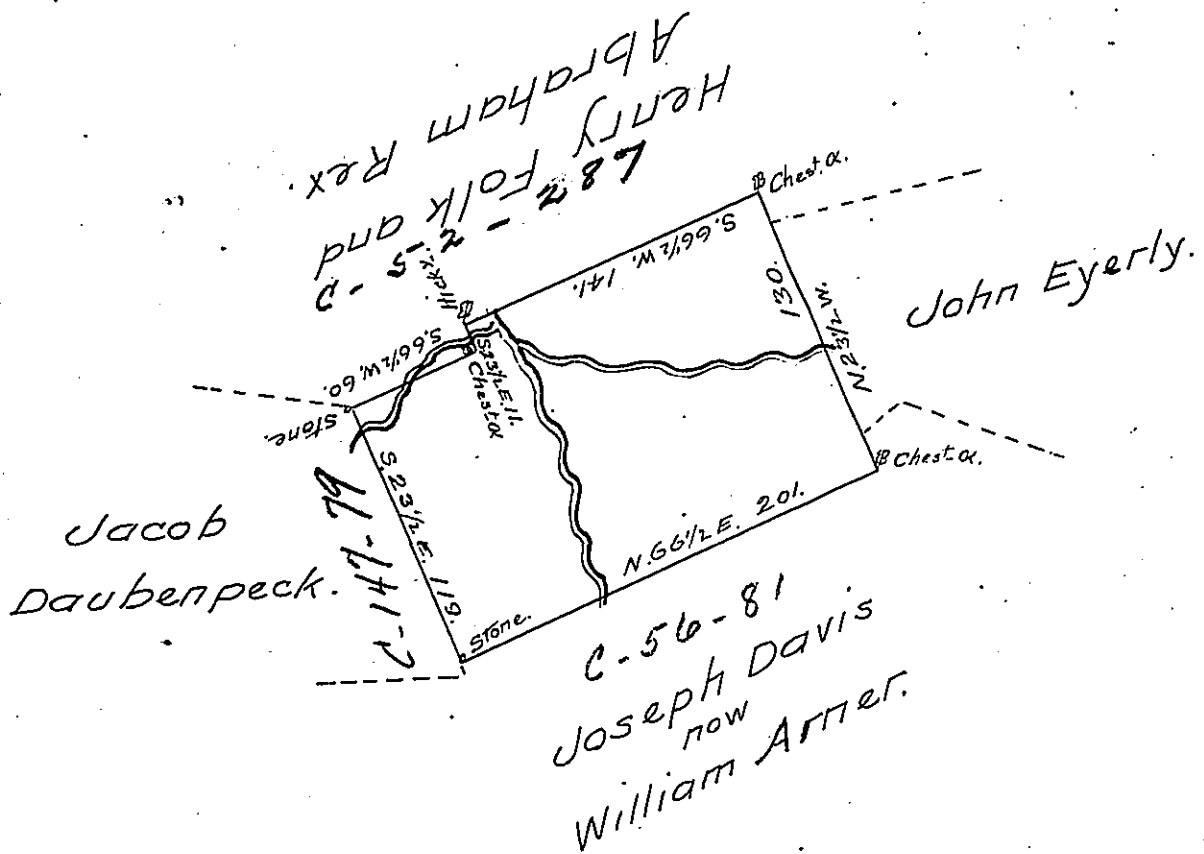 Henry Folk and
Abraham Rex.
C-52-287
Chest. o.
S.66½W. 141.
130.
N.23½W.
John Eyerly.
Hick'y.
S.23½E.11.
Chest. o
S.66½W. 60.
Stone.
S.23½E. 119.
C-141-79
Jacob
Daubenpeck.
Chest. o.
N.66½E. 201.
Stone.
C-56-81
Joseph Davis
now
William Arner.